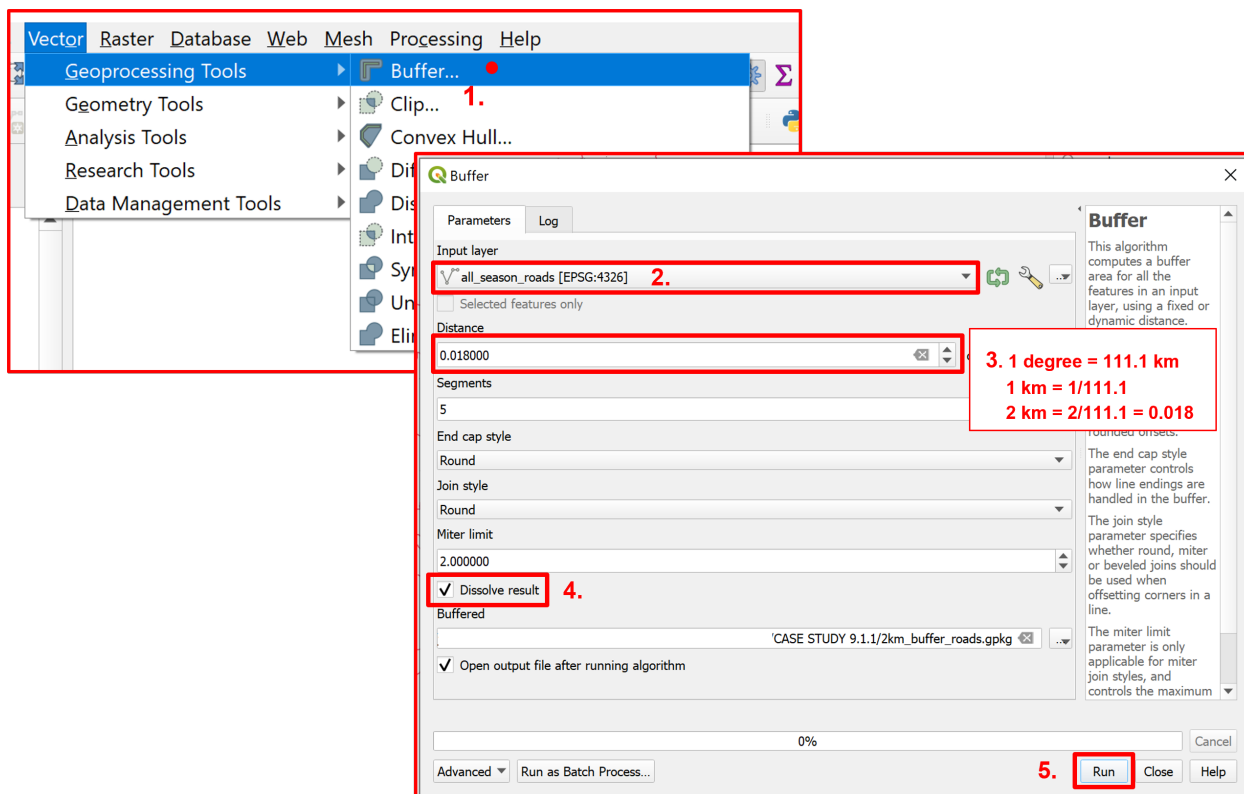 Vector Raster Database Web Mesh Processing Help
Geoprocessing Tools
Geometry Tools
Analysis Tools
Research Tools
Data Management Tools
Buffer...
1.
Clip...
Convex Hull...
Σ
Buffer
Parameters Log
Input layer
all_season_roads [EPSG:4326]
2.
Selected features only
Distance
0.018000
3. 1 degree = 111.1 km
1 km = 1/111.1
2 km = 2/111.1 = 0.018
Segments
5
End cap style
Round
Join style
Round
Miter limit
2.000000
Dissolve result
4.
Buffered
'CASE STUDY 9.1.1/2km_buffer_roads.gpkg
Open output file after running algorithm
Buffer
This algorithm
computes a buffer
area for all the
features in an input
layer, using a fixed or
dynamic distance.
rounded offsets.
The end cap style
parameter controls
how line endings are
handled in the buffer.
The join style
parameter specifies
whether round, miter
or beveled joins should
be used when
offsetting corners in a
line.
The miter limit
parameter is only
applicable for miter
join styles, and
controls the maximum
0%
Cancel
Advanced Run as Batch Process...
5.
Run Close Help